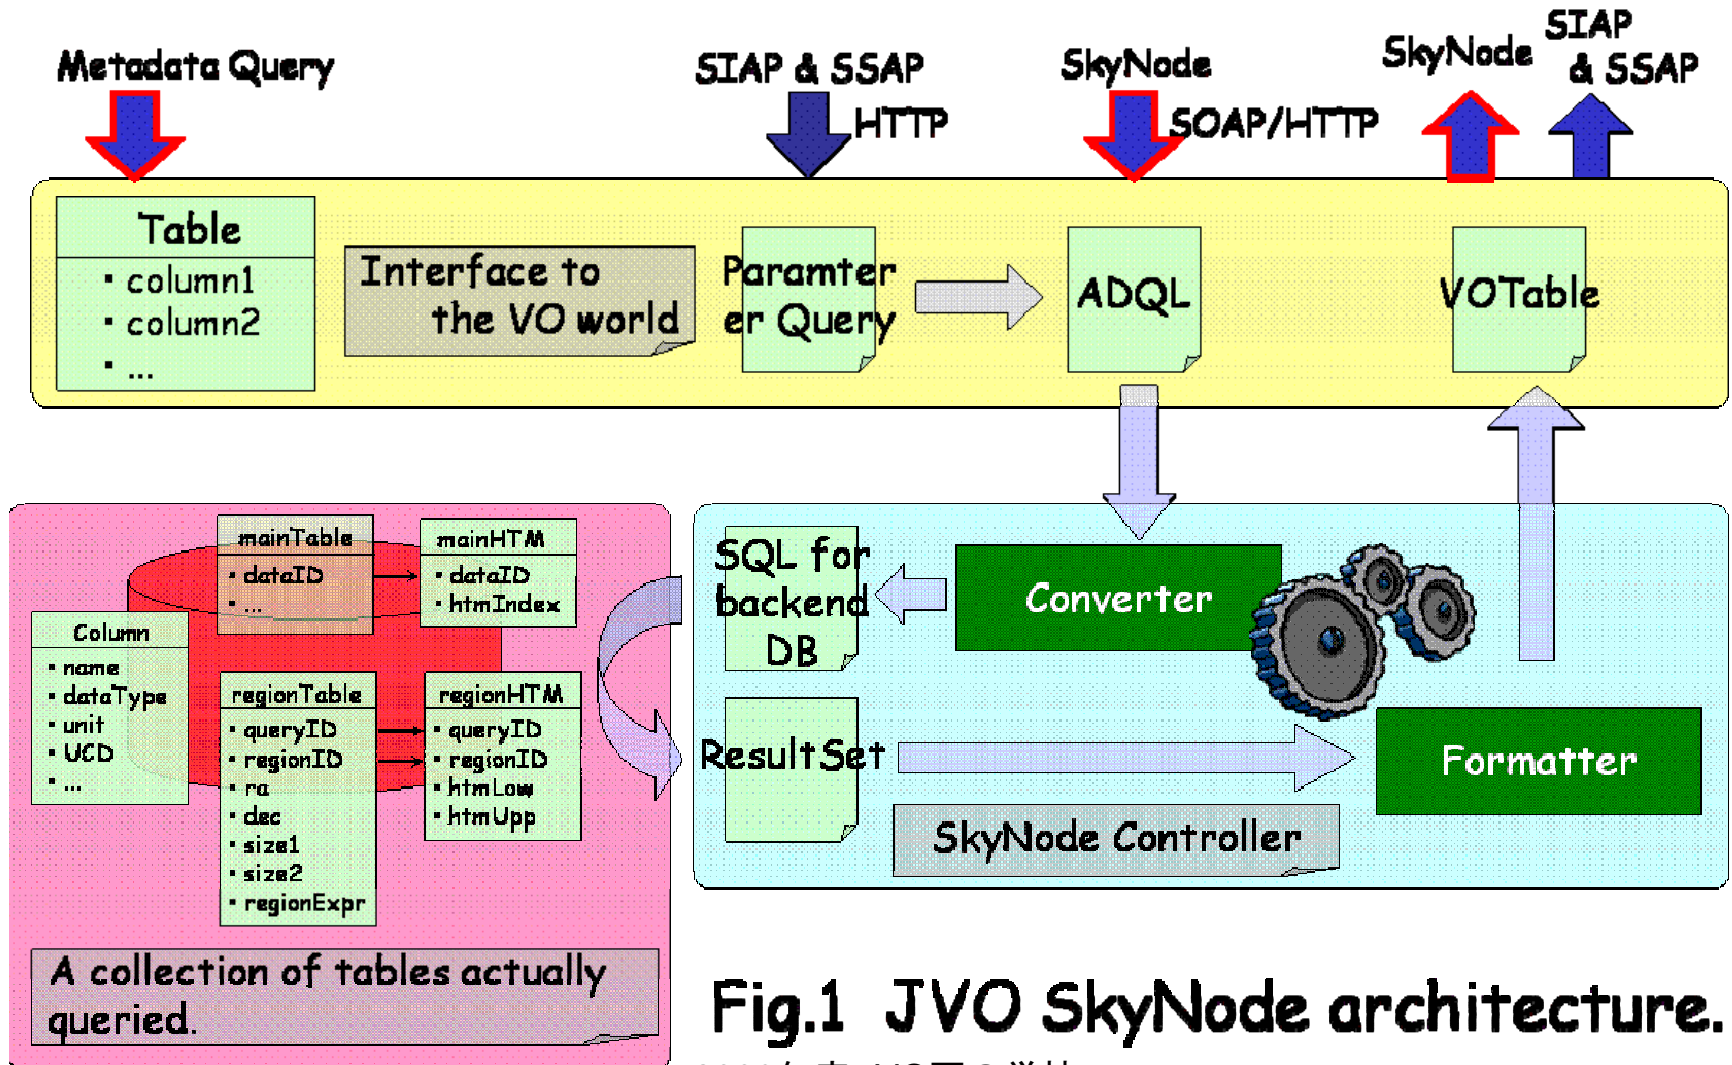 Metadata Query
SIAP & SSAP
HTTP
SkyNode
SOAP/HTTP
SkyNode
SIAP
& SSAP
Table
▪ column1
▪ column2
▪ ...
Interface to
the VO world
Paramter
er Query
ADQL
VOTable
mainTable
▪ dataID
▪ ...
mainHTM
▪ dataID
▪ htmIndex
Column
▪ name
▪ dataType
▪ unit
▪ UCD
▪ ...
regionTable
▪ queryID
▪ regionID
▪ ra
▪ dec
▪ size1
▪ size2
▪ regionExpr
regionHTM
▪ queryID
▪ regionID
▪ htmLow
▪ htmUpp
A collection of tables actually
queried.
SQL for
backend
DB
Converter
ResultSet
Formatter
SkyNode Controller
Fig.1 JVO SkyNode architecture.